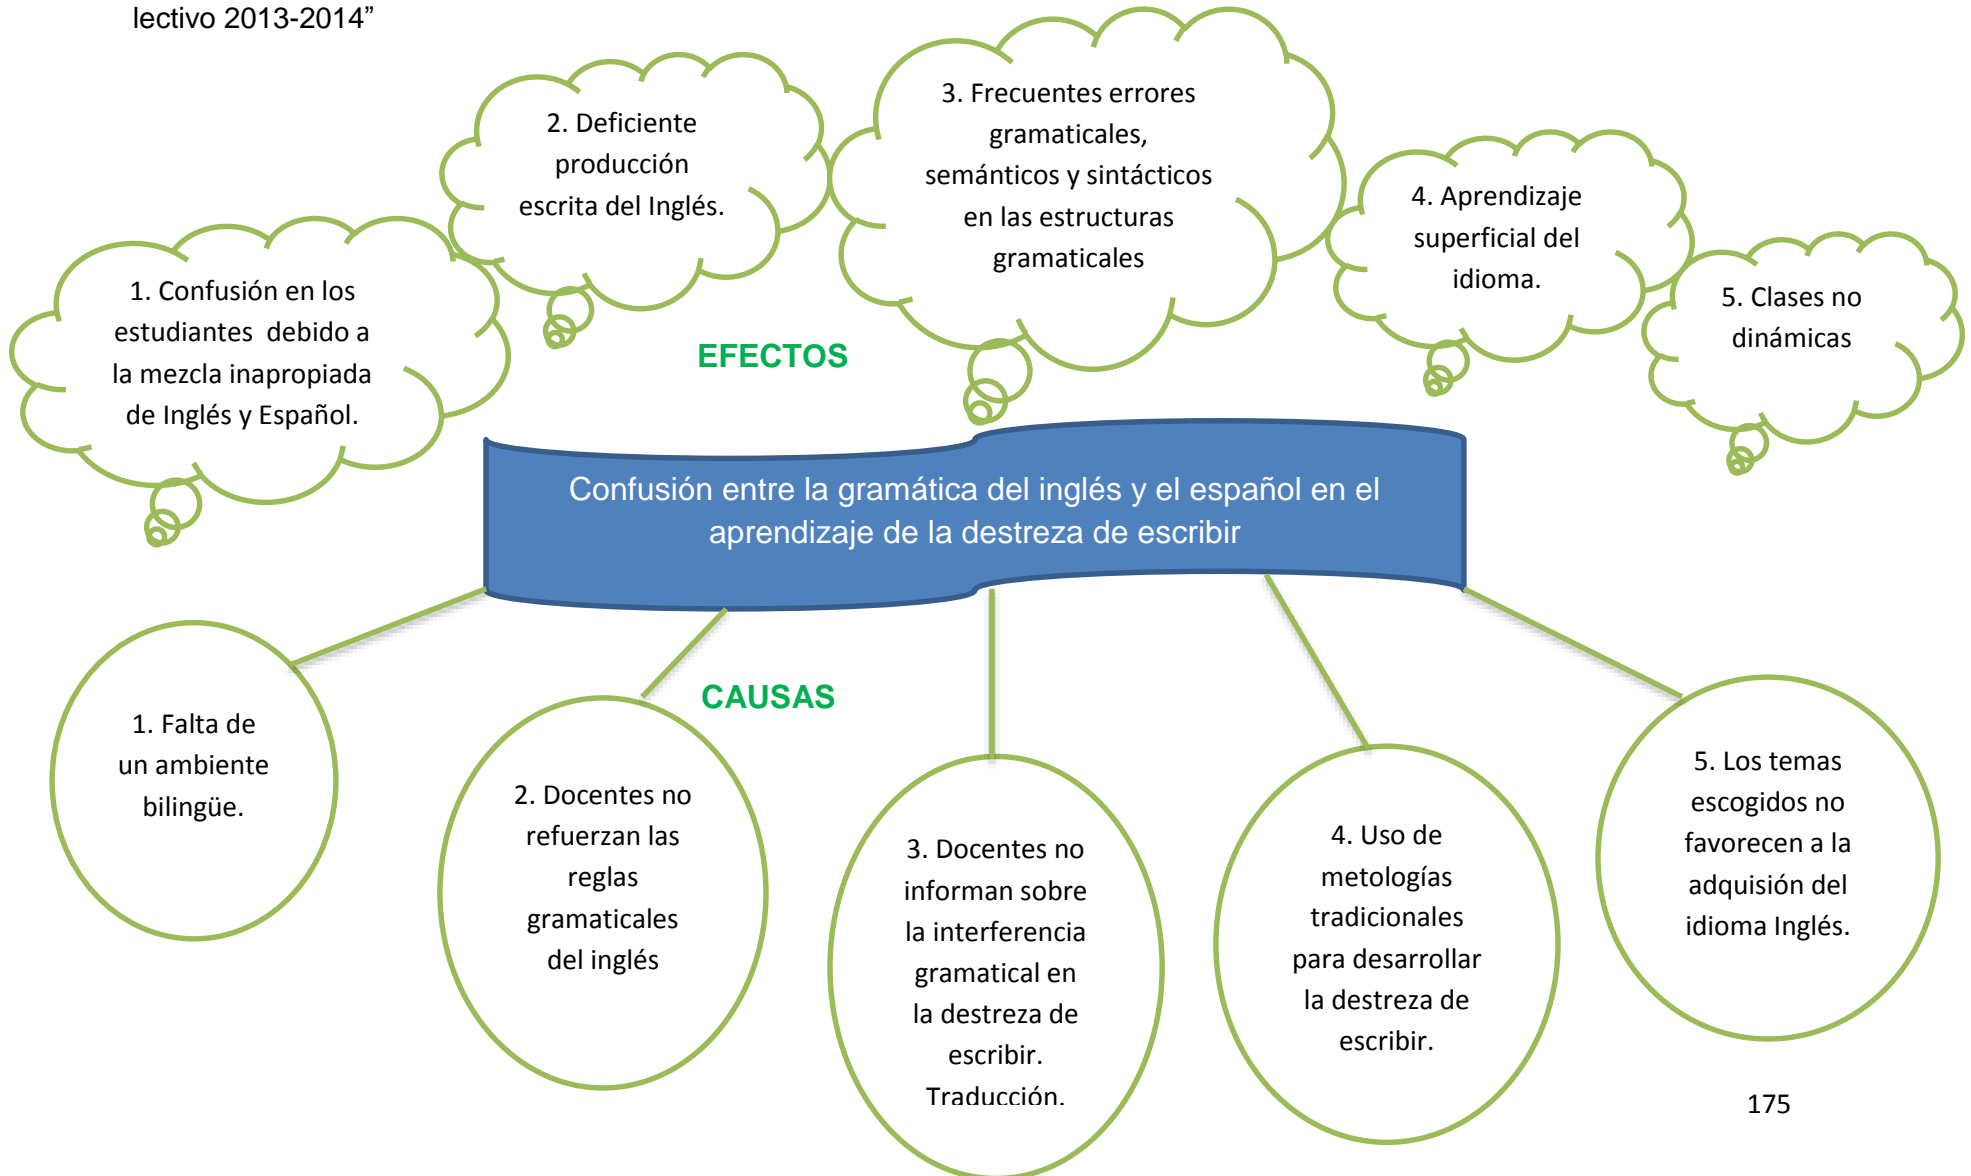 lectivo 2013-2014”
1. Confusión en los
estudiantes  debido a
la mezcla inapropiada
de Inglés y Español.
2. Deficiente
producción
escrita del Inglés.
3. Frecuentes errores
gramaticales,
semánticos y sintácticos
en las estructuras
gramaticales
4. Aprendizaje
superficial del
idioma.
5. Clases no
dinámicas
EFECTOS
Confusión entre la gramática del inglés y el español en el
aprendizaje de la destreza de escribir
CAUSAS
1. Falta de
un ambiente
bilingüe.
2. Docentes no
refuerzan las
reglas
gramaticales
del inglés
3. Docentes no
informan sobre
la interferencia
gramatical en
la destreza de
escribir.
Traducción.
4. Uso de
metologías
tradicionales
para desarrollar
la destreza de
escribir.
5. Los temas
escogidos no
favorecen a la
adquisión del
idioma Inglés.
175